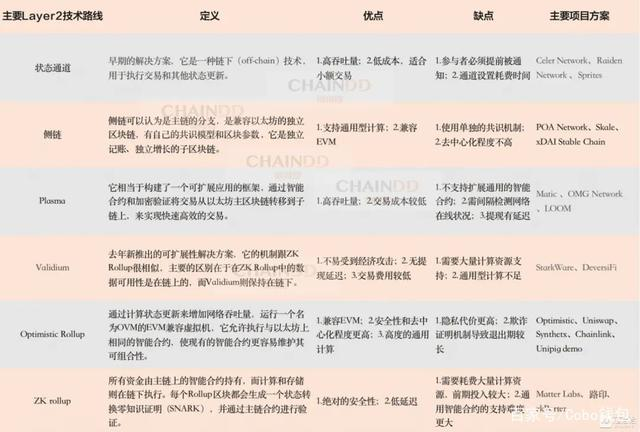 主要Layer2技术路线 定义 优点 缺点 主要项目方案
状态通道
早期的解决方案，它是一种链下（off-chain）技术，
用于执行交易和其他状态更新。
1.高吞吐量；2.低成本，适合
小额交易
1.参与者必须提前被通
知；2.通道设置耗费时间
Celer Network、Raiden
Network 、Sprites
侧链
侧链可以认为是主链的分支，是兼容以太坊的独立
区块链，有自己的共识模型和区块参数，它是独立
记账、独立增长的子区块链。
1.支持通用型计算；2.兼容
EVM
1.使用单独的共识机制；
2.去中心化程度不高
POA Network、Skale、
xDAI Stable Chain
Plasma
它相当于构建了一个可扩展应用的框架，通过智能
合约和加密验证将交易从以太坊主区块链转移到子
链上，来实现快速高效的交易。
1.高吞吐量；2.交易成本较低
1.不支持扩展通用的智能
合约；2.需间隔检测网络
在线状况；3.提现有延迟
Matic 、OMG Network
、LOOM
Validium
去年新推出的可扩展性解决方案，它的机制跟ZK
Rollup很相似，主要的区别在于在ZK Rollup中的数
据可用性是在链上的，而Validium则保持在链下。
1.不易受到经济攻击；2.无提
现延迟；3.交易费用较低
1.需要大量计算资源支
持；2.通用型计算不足
StarkWare、DeversiFi
Optimistic Rollup
通过计算状态更新来增加网络吞吐量，运行一个名
为OVM的EVM兼容虚拟机，它允许执行与以太坊上
相同的智能合约，使现有的智能合约更容易维护其
可组合性。
1.兼容EVM；2.安全性和去中
心化程度更高；3.高度的通用
计算
1.隐私代价更高；2.欺诈
证明机制导致退出期较
长
Optimistic、Uniswap、
Synthetx、Chainlink、
Unipig demo
ZK rollup
所有资金由主链上的智能合约持有，而计算和存储
则在链下执行。每个Rollup区块都会生成一个状态转
换零知识证明（SNARK），并通过主链合约进行验
证。
1.绝对的安全性；2.低延迟
1.需要耗费大量计算资
源，前期投入较大；2.通
用智能合约的支持难度
更大
Matter Labs、路印、
CHAINDD
CHAINDD
CHAINDD
CHAINDD
百家号/Cobo钱包